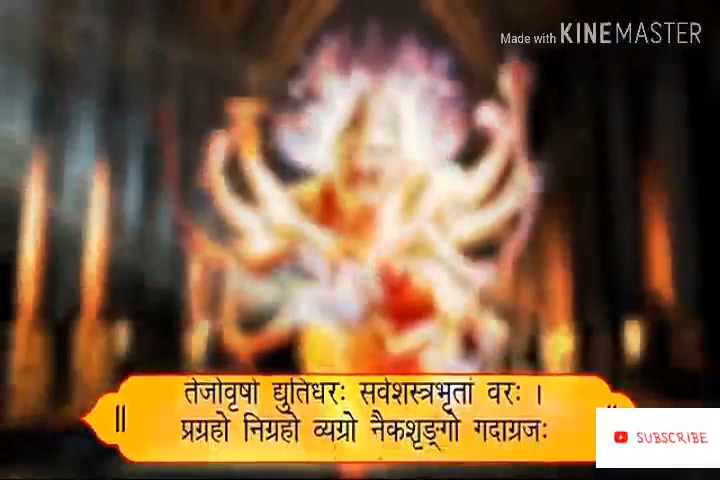 Made with KINEMASTER
तेजोवृषो द्युतिधरः सर्वशस्त्रभृतां वरः ।
॥ प्रग्रहो निग्रहो व्यग्रो नैकशृङ्गो गदाग्रजः
SUBSCRIBE